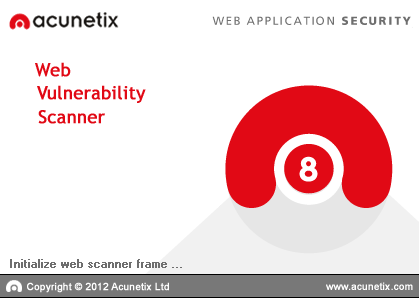 acunetix
WEB APPLICATION SECURITY
Web
Vulnerability
Scanner
8
Initialize web scanner frame ...
Copyright © 2012 Acunetix Ltd
www.acunetix.com